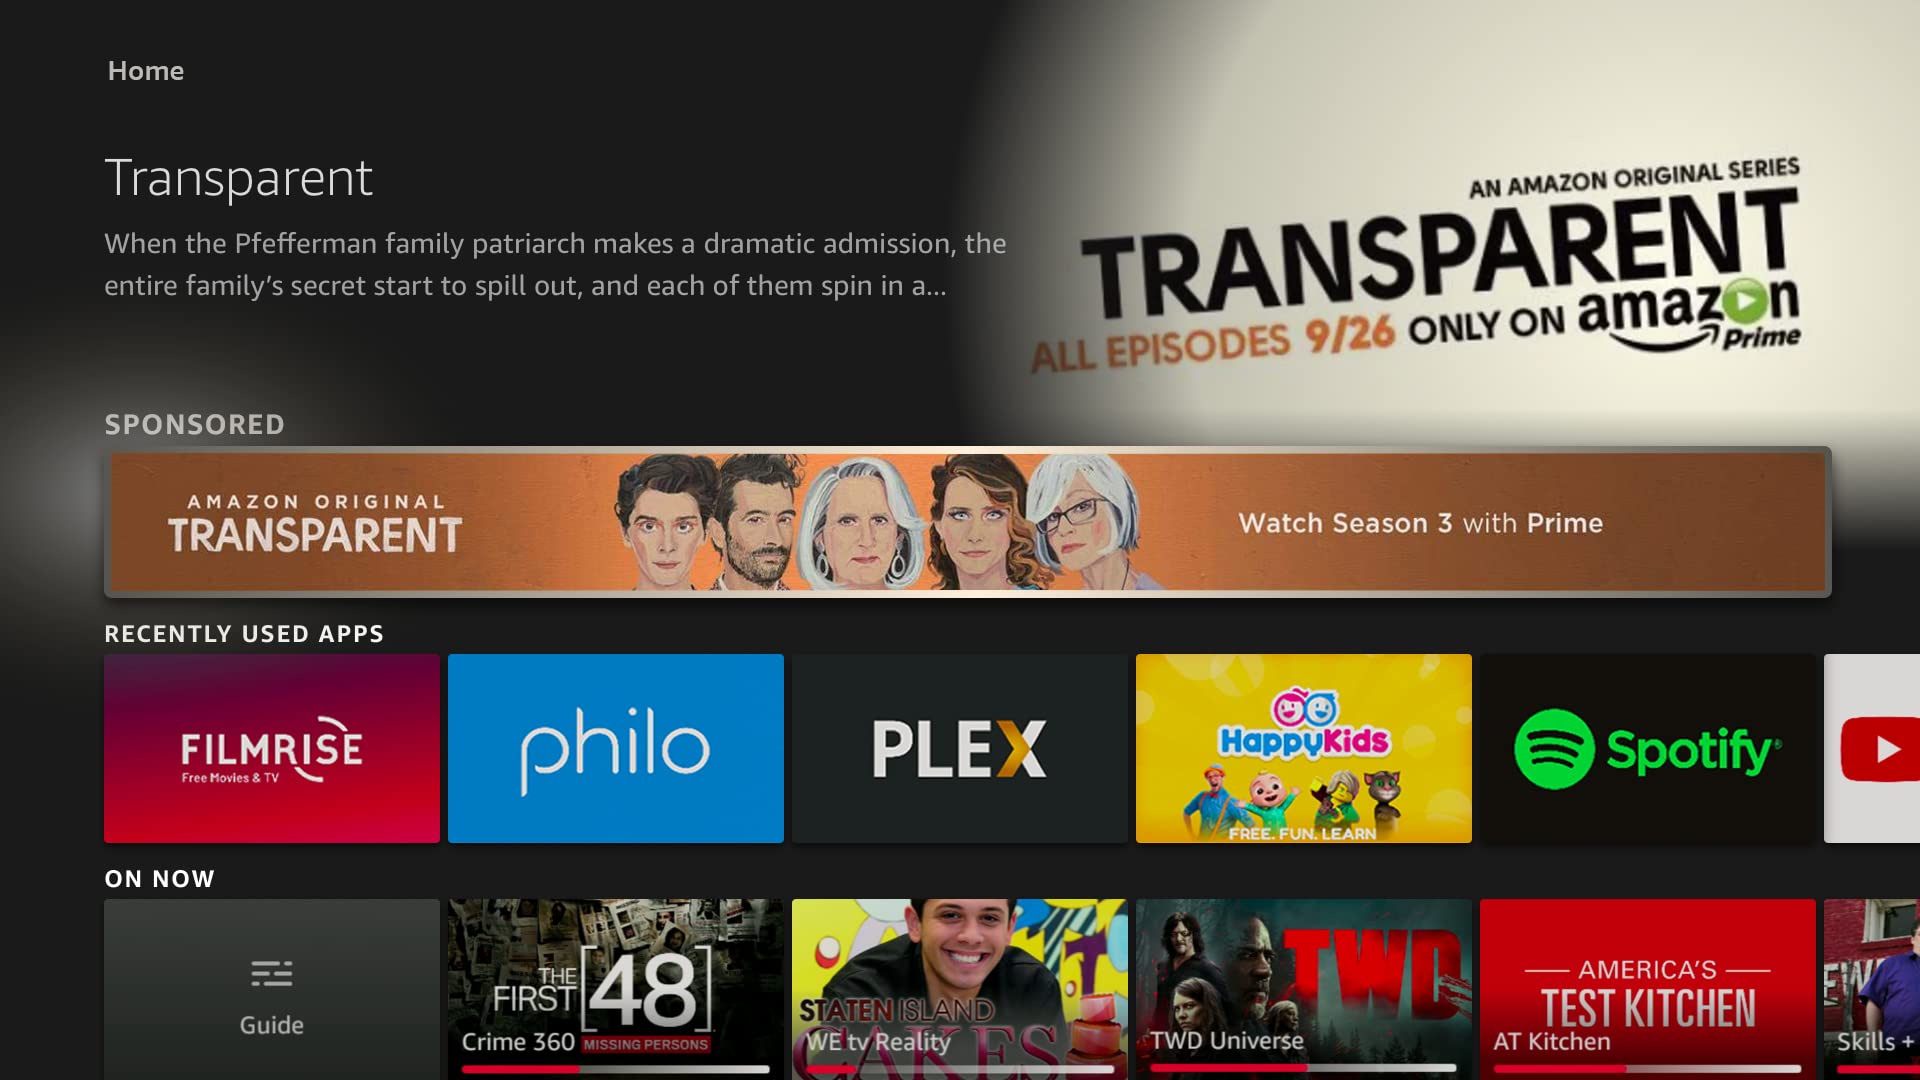 Home
Transparent
When the Pfefferman family patriarch makes a dramatic admission, the
entire family’s secret start to spill out, and each of them spin in a...
AN AMAZON ORIGINAL SERIES
TRANSPARENT
ALL EPISODES 9/26 ONLY ON amazon
Prime
SPONSORED
AMAZON ORIGINAL
TRANSPARENT
Watch Season 3 with Prime
RECENTLY USED APPS
FILMRISE
Free Movies & TV
philo
PLEX
HappyKids
FREE. FUN. LEARN
Spotify
ON NOW
Guide
THE
FIRST 48
MISSING PERSONS
Crime 360
STATEN ISLAND
CAKES
WE tv Reality
TWD
TWD Universe
AMERICA'S
TEST KITCHEN
AT Kitchen
Skills +